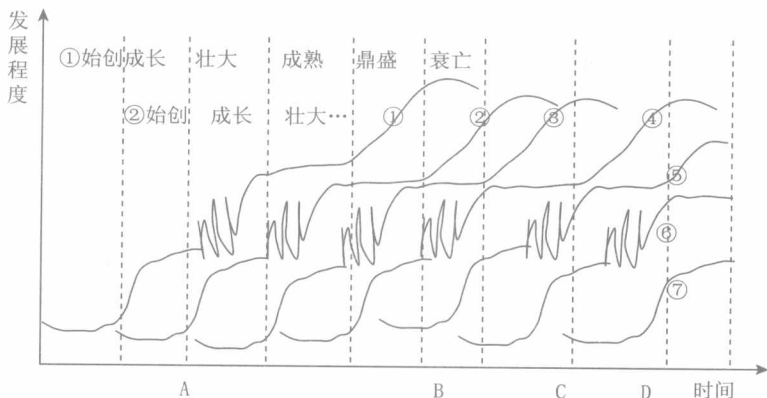 发展程度
①始创 成长 壮大 成熟 鼎盛 衰亡
②始创 成长 壮大…
① ② ③ ④
⑤
⑥
⑦
A B C D 时间